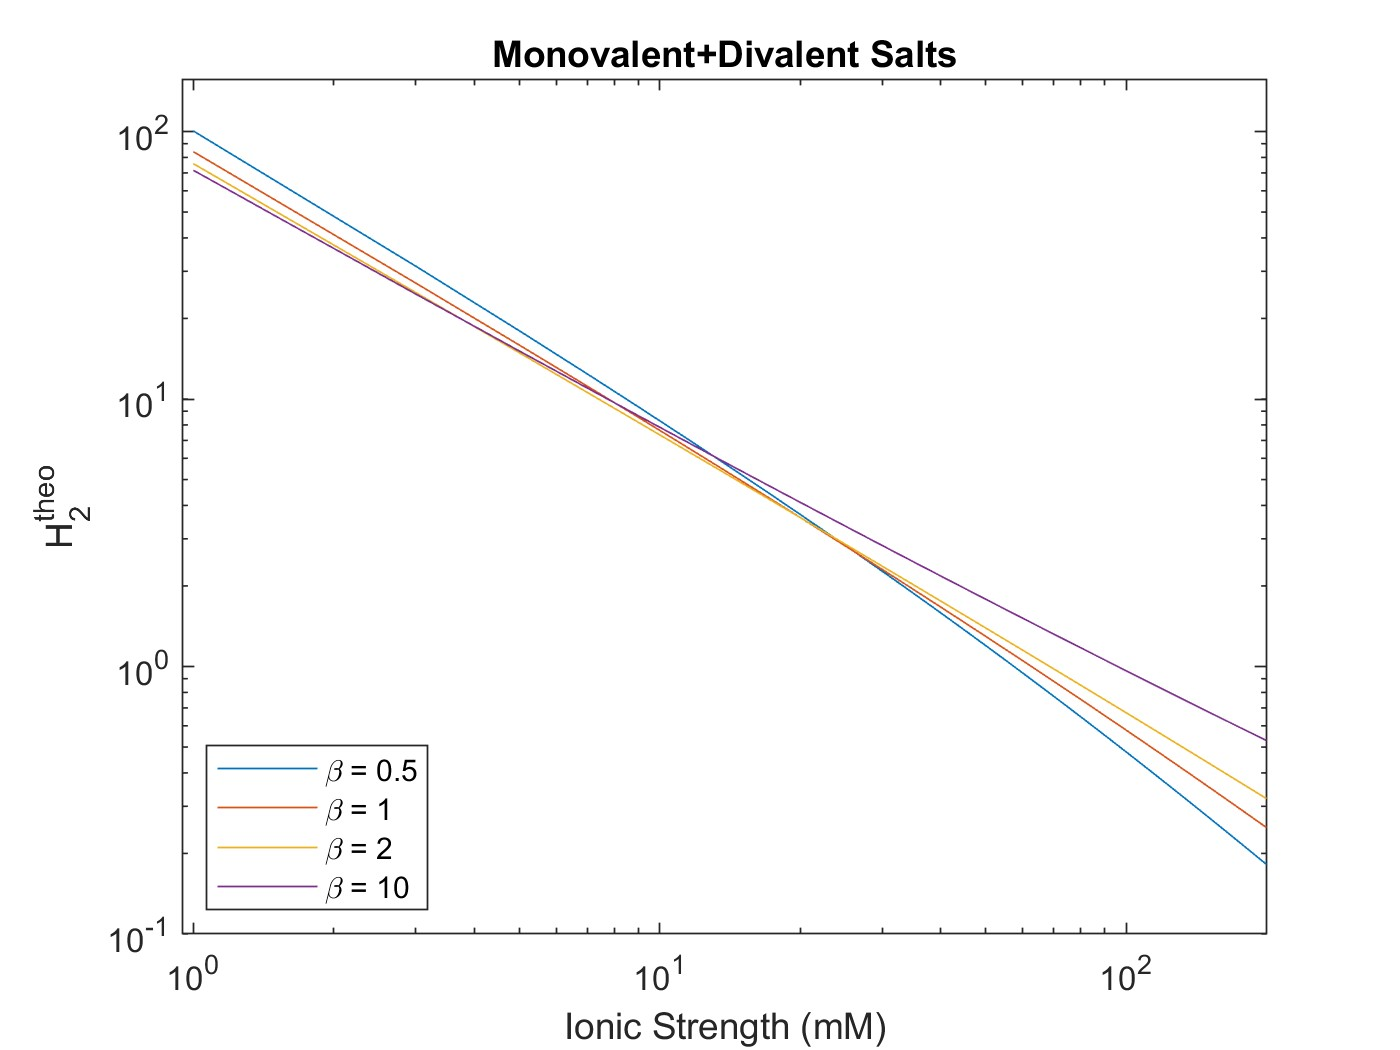 Monovalent+Divalent Salts
10^2
10^1
10^0
10^-1
H_2^theo
β = 0.5
β = 1
β = 2
β = 10
10^0 10^1 10^2
Ionic Strength (mM)